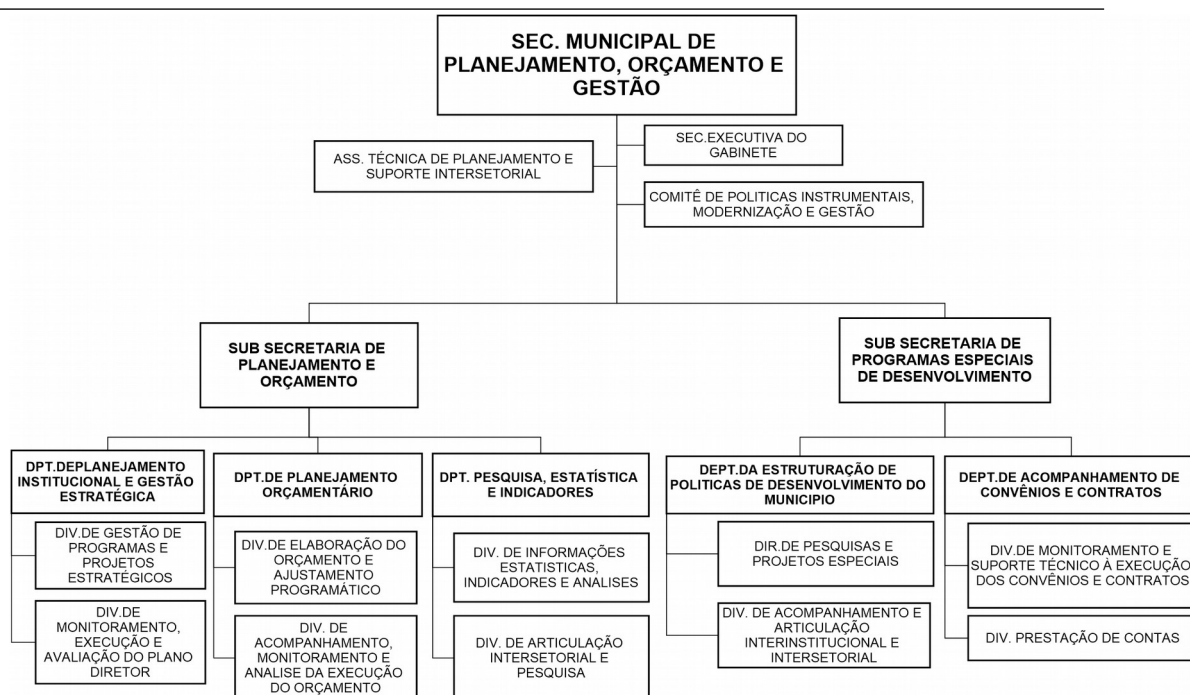 SEC. MUNICIPAL DE
PLANEJAMENTO, ORÇAMENTO E
GESTÃO
ASS. TÉCNICA DE PLANEJAMENTO E
SUPORTE INTERSETORIAL
SEC.EXECUTIVA DO
GABINETE
COMITÊ DE POLITICAS INSTRUMENTAIS,
MODERNIZAÇÃO E GESTÃO
SUB SECRETARIA DE
PLANEJAMENTO E
ORÇAMENTO
SUB SECRETARIA DE
PROGRAMAS ESPECIAIS
DE DESENVOLVIMENTO
DPT.DEPLANEJAMENTO
INSTITUCIONAL E GESTÃO
ESTRATÉGICA
DIV.DE GESTÃO DE
PROGRAMAS E
PROJETOS
ESTRATÉGICOS
DIV.DE
MONITORAMENTO,
EXECUÇÃO E
AVALIAÇÃO DO PLANO
DIRETOR
DPT.DE PLANEJAMENTO
ORÇAMENTÁRIO
DIV.DE ELABORAÇÃO DO
ORÇAMENTO E
AJUSTAMENTO
PROGRAMÁTICO
DIV. DE
ACOMPANHAMENTO,
MONITORAMENTO E
ANALISE DA EXECUÇÃO
DO ORÇAMENTO
DPT. PESQUISA, ESTATÍSTICA
E INDICADORES
DIV. DE INFORMAÇÕES
ESTATISTICAS,
INDICADORES E ANALISES
DIV. DE ARTICULAÇÃO
INTERSETORIAL E
PESQUISA
DEPT.DA ESTRUTURAÇÃO DE
POLITICAS DE DESENVOLVIMENTO DO
MUNICIPIO
DIR.DE PESQUISAS E
PROJETOS ESPECIAIS
DIV. DE ACOMPANHAMENTO E
ARTICULAÇÃO
INTERINSTITUCIONAL E
INTERSETORIAL
DEPT.DE ACOMPANHAMENTO DE
CONVÊNIOS E CONTRATOS
DIV.DE MONITORAMENTO E
SUPORTE TÉCNICO À EXECUÇÃO
DOS CONVÊNIOS E CONTRATOS
DIV. PRESTAÇÃO DE CONTAS